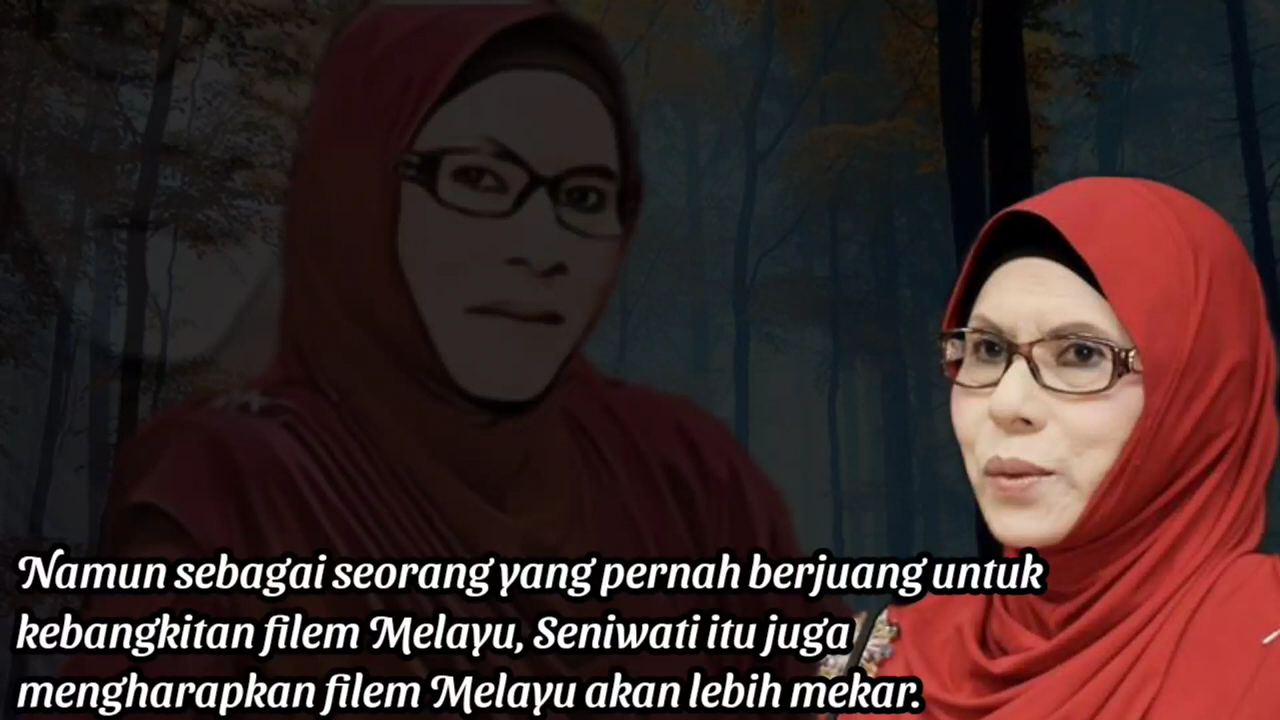 Namun sebagai seorang yang pernah berjuang untuk
kebangkitan filem Melayu, Seniwati itu juga
mengharapkan filem Melayu akan lebih mekar.